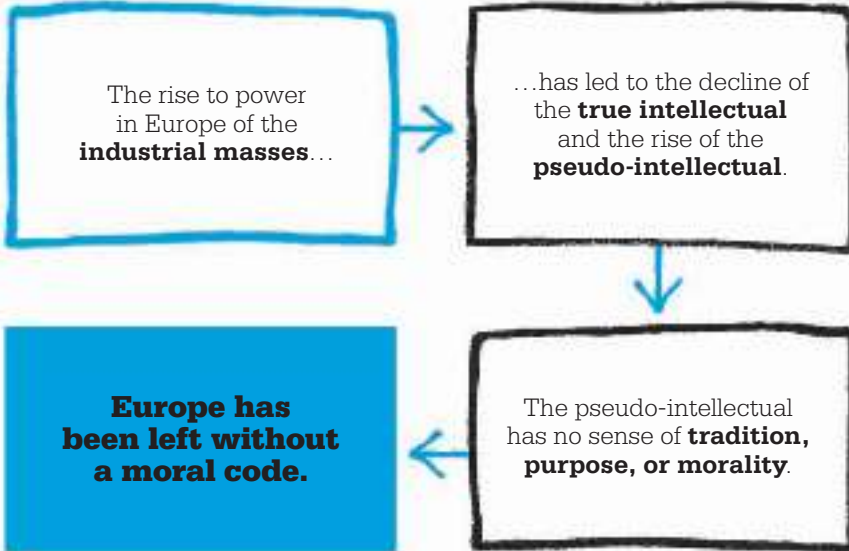 The rise to power
in Europe of the
industrial masses…
…has led to the decline of
the true intellectual
and the rise of the
pseudo-intellectual.
The pseudo-intellectual
has no sense of tradition,
purpose, or morality.
Europe has
been left without
a moral code.